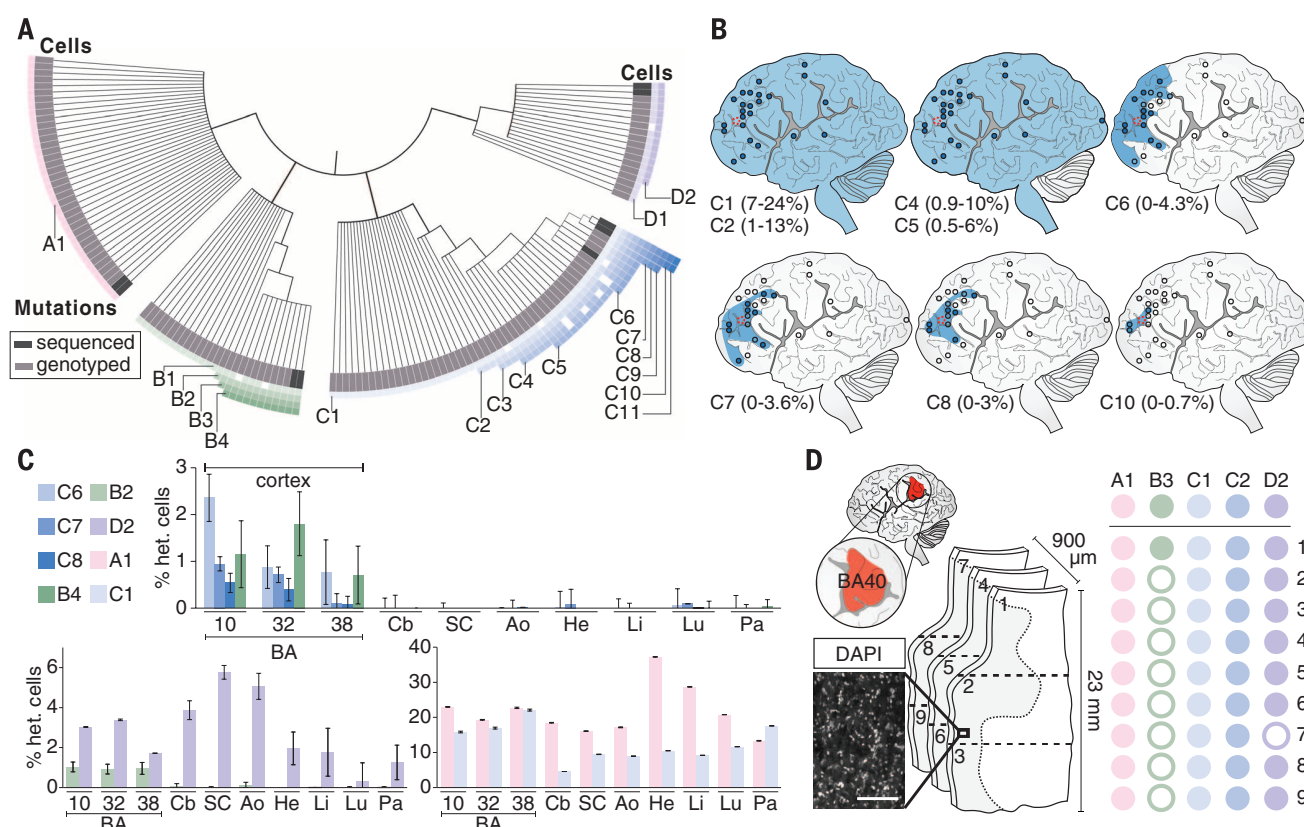 A
Cells
Cells
A1
D2
D1
Mutations
sequenced
genotyped
B1
B2
B3
B4
C1
C2
C3
C4
C5
C6
C7
C8
C9
C10
C11
B
C1 (7-24%)
C2 (1-13%)
C4 (0.9-10%)
C5 (0.5-6%)
C6 (0-4.3%)
C7 (0-3.6%)
C8 (0-3%)
C10 (0-0.7%)
C
C6 B2
C7 D2
C8 A1
B4 C1
% het. cells
3
2
1
0
cortex
10 32 38 Cb SC Ao He Li Lu Pa
BA
% het. cells
6
4
2
0
10 32 38 Cb SC Ao He Li Lu Pa
BA
40
30
20
10
0
10 32 38 Cb SC Ao He Li Lu Pa
BA
D
BA40
DAPI
900
µm
23 mm
7
4
1
8
5
2
9
6
3
A1 B3 C1 C2 D2
1
2
3
4
5
6
7
8
9